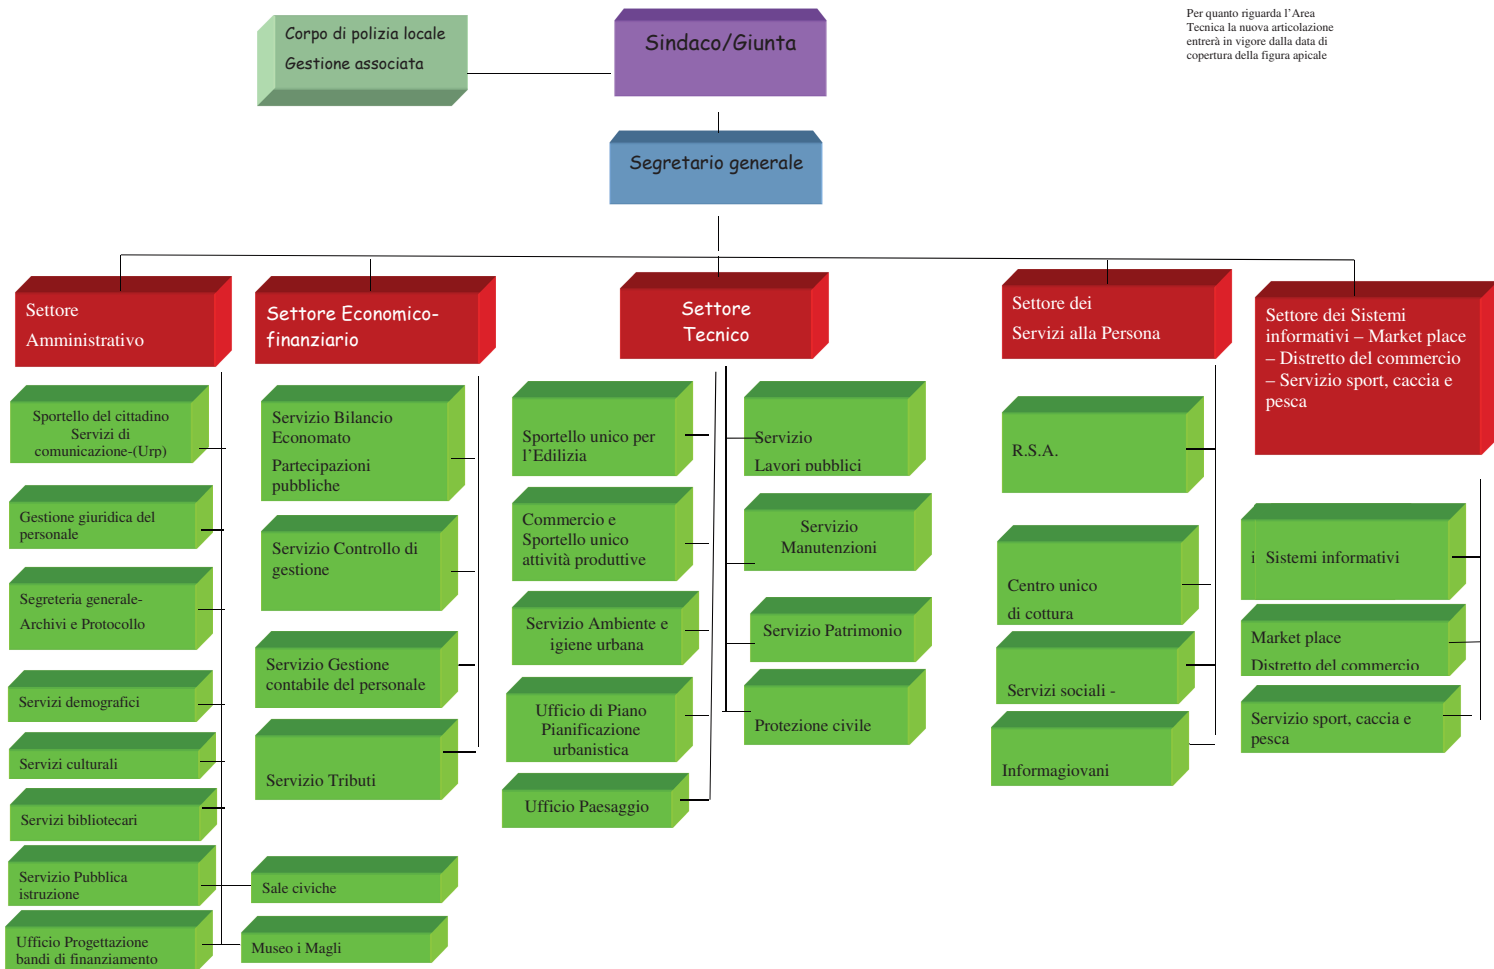 Corpo di polizia locale
Gestione associata
Sindaco/Giunta
Per quanto riguarda l'Area
Tecnica la nuova articolazione
entrerà in vigore dalla data di
copertura della figura apicale
Segretario generale
Settore
Amministrativo
Settore Economico-
finanziario
Settore
Tecnico
Settore dei
Servizi alla Persona
Settore dei Sistemi
informativi – Market place
– Distretto del commercio
– Servizio sport, caccia e
pesca
Sportello del cittadino
Servizi di
comunicazione-(Urp)
Gestione giuridica del
personale
Segreteria generale-
Archivi e Protocollo
Servizi demografici
Servizi culturali
Servizi bibliotecari
Servizio Pubblica
istruzione
Ufficio Progettazione
bandi di finanziamento
Sale civiche
Museo i Magli
Servizio Bilancio
Economato
Partecipazioni
pubbliche
Servizio Controllo di
gestione
Servizio Gestione
contabile del personale
Servizio Tributi
Sportello unico per
l'Edilizia
Commercio e
Sportello unico
attività produttive
Servizio Ambiente e
igiene urbana
Ufficio di Piano
Pianificazione
urbanistica
Ufficio Paesaggio
Servizio
Lavori pubblici
Servizio
Manutenzioni
Servizio Patrimonio
Protezione civile
R.S.A.
Centro unico
di cottura
Servizi sociali -
Informagiovani
i Sistemi informativi
Market place
Distretto del commercio
Servizio sport, caccia e
pesca